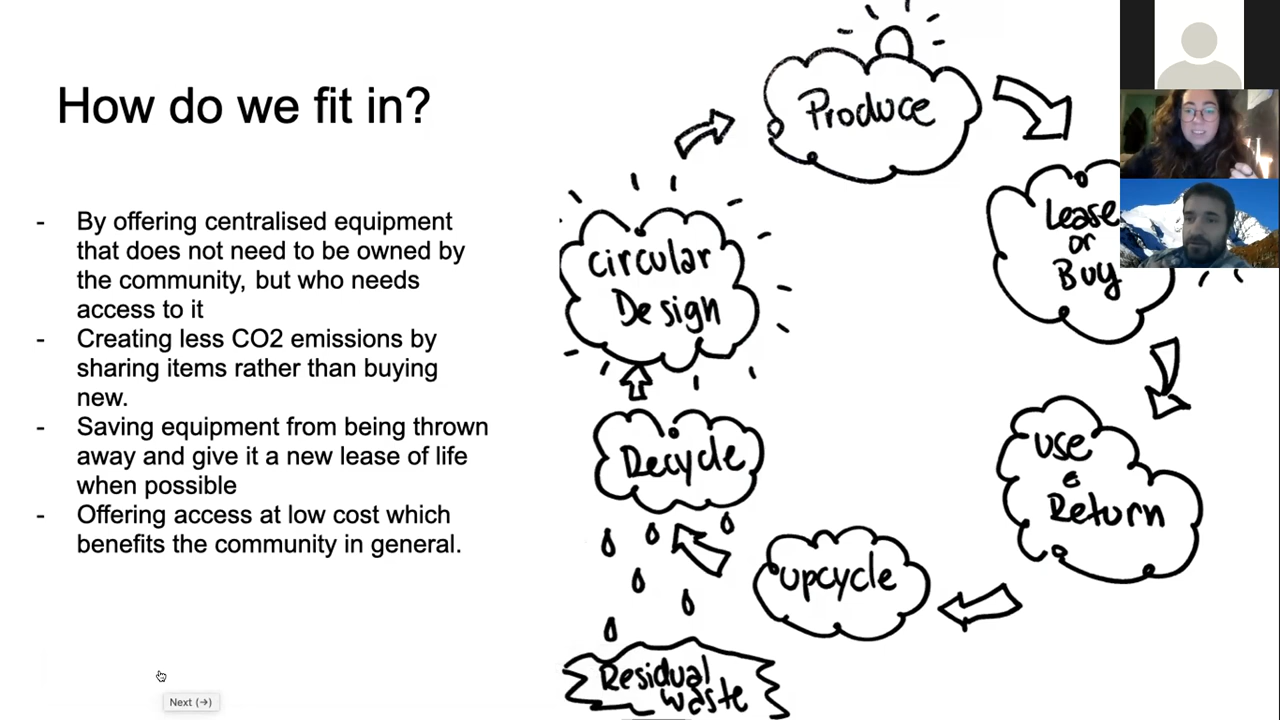 How do we fit in?
- By offering centralised equipment
that does not need to be owned by
the community, but who needs
access to it
- Creating less CO2 emissions by
sharing items rather than buying
new.
- Saving equipment from being thrown
away and give it a new lease of life
when possible
- Offering access at low cost which
benefits the community in general.
Next (→)
Produce
Lease
or
Buy
Use
&
Return
Upcycle
Recycle
Circular
Design
Residual
Waste